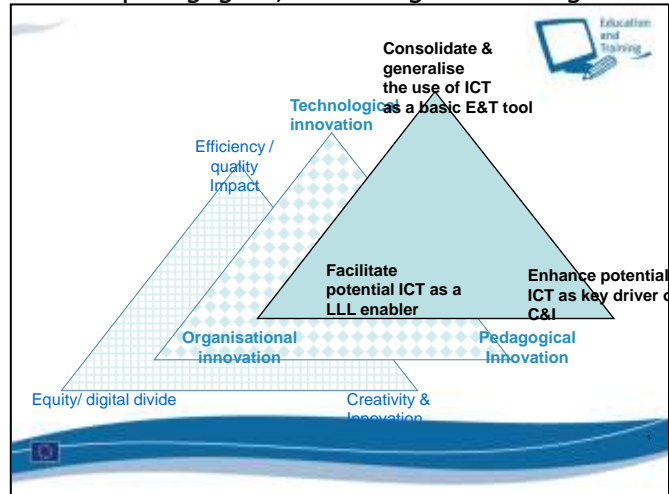 Education
and
Training
Consolidate &
generalise
the use of ICT
as a basic E&T tool
Technological
innovation
Efficiency /
quality
Impact
Facilitate
potential ICT as a
LLL enabler
Enhance potential
ICT as key driver
C&I
Organisational
innovation
Pedagogical
Innovation
Equity/ digital divide
Creativity &
Innovation
1